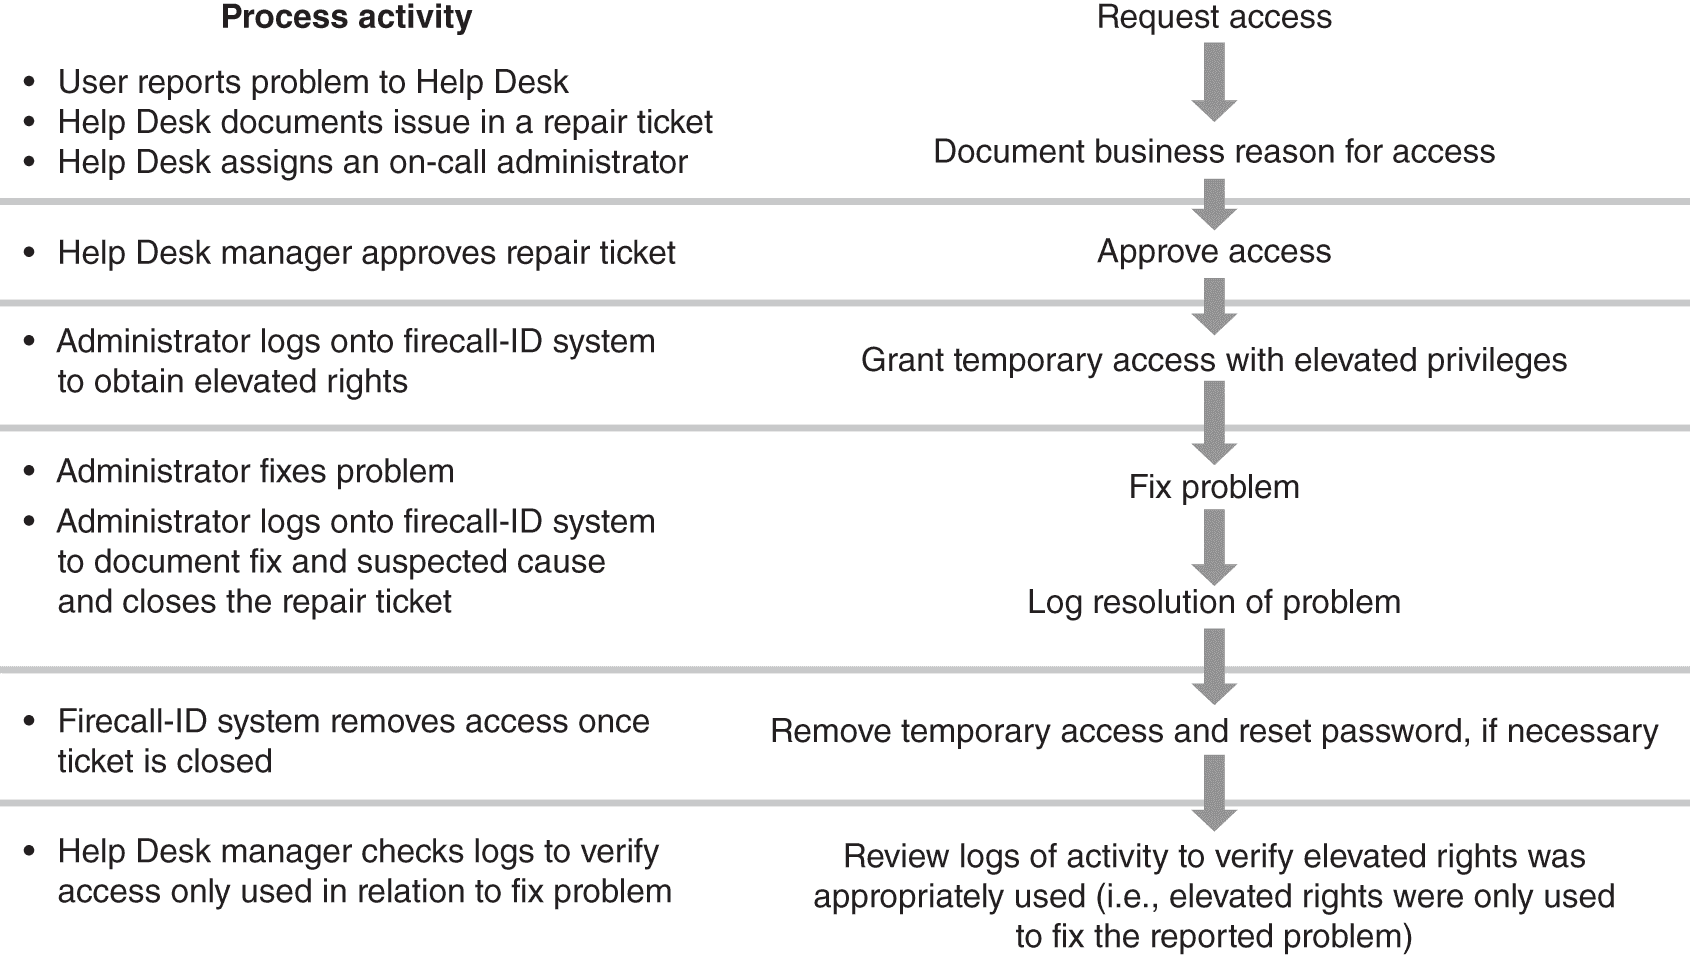 Process activity
Request access
• User reports problem to Help Desk
• Help Desk documents issue in a repair ticket
• Help Desk assigns an on-call administrator
Document business reason for access
• Help Desk manager approves repair ticket
Approve access
• Administrator logs onto firecall-ID system
to obtain elevated rights
Grant temporary access with elevated privileges
• Administrator fixes problem
Fix problem
• Administrator logs onto firecall-ID system
to document fix and suspected cause
and closes the repair ticket
Log resolution of problem
• Firecall-ID system removes access once
ticket is closed
Remove temporary access and reset password, if necessary
• Help Desk manager checks logs to verify
access only used in relation to fix problem
Review logs of activity to verify elevated rights was
appropriately used (i.e., elevated rights were only used
to fix the reported problem)